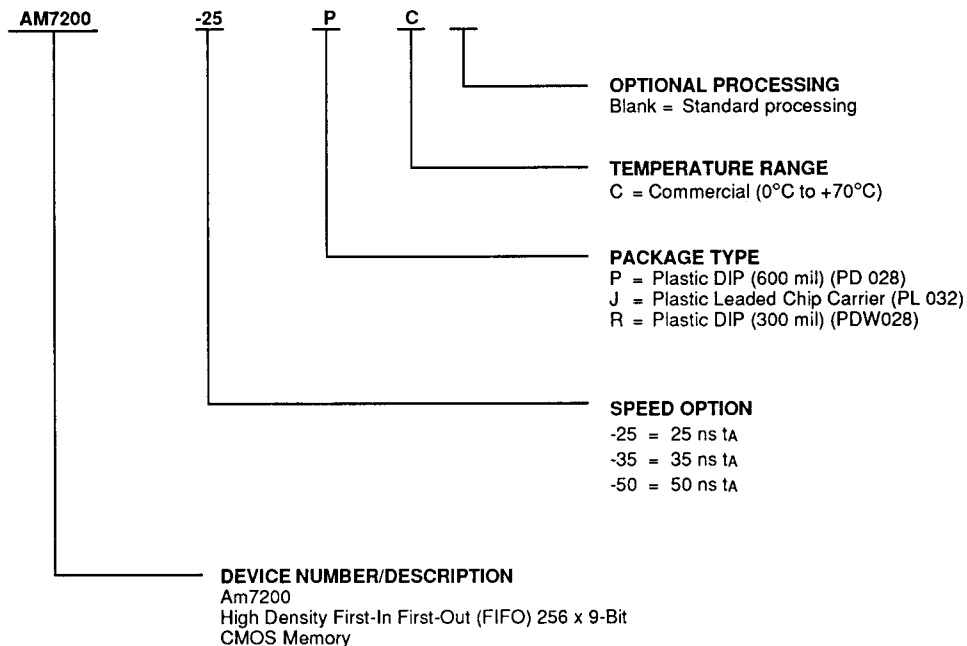 AM7200 -25 P C
OPTIONAL PROCESSING
Blank = Standard processing
TEMPERATURE RANGE
C = Commercial (0°C to +70°C)
PACKAGE TYPE
P = Plastic DIP (600 mil) (PD 028)
J = Plastic Leaded Chip Carrier (PL 032)
R = Plastic DIP (300 mil) (PDW028)
SPEED OPTION
-25 = 25 ns tA
-35 = 35 ns tA
-50 = 50 ns tA
DEVICE NUMBER/DESCRIPTION
Am7200
High Density First-In First-Out (FIFO) 256 x 9-Bit
CMOS Memory